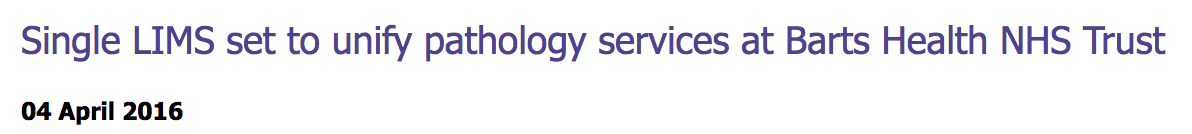 Single LIMS set to unify pathology services at Barts Health NHS Trust
04 April 2016